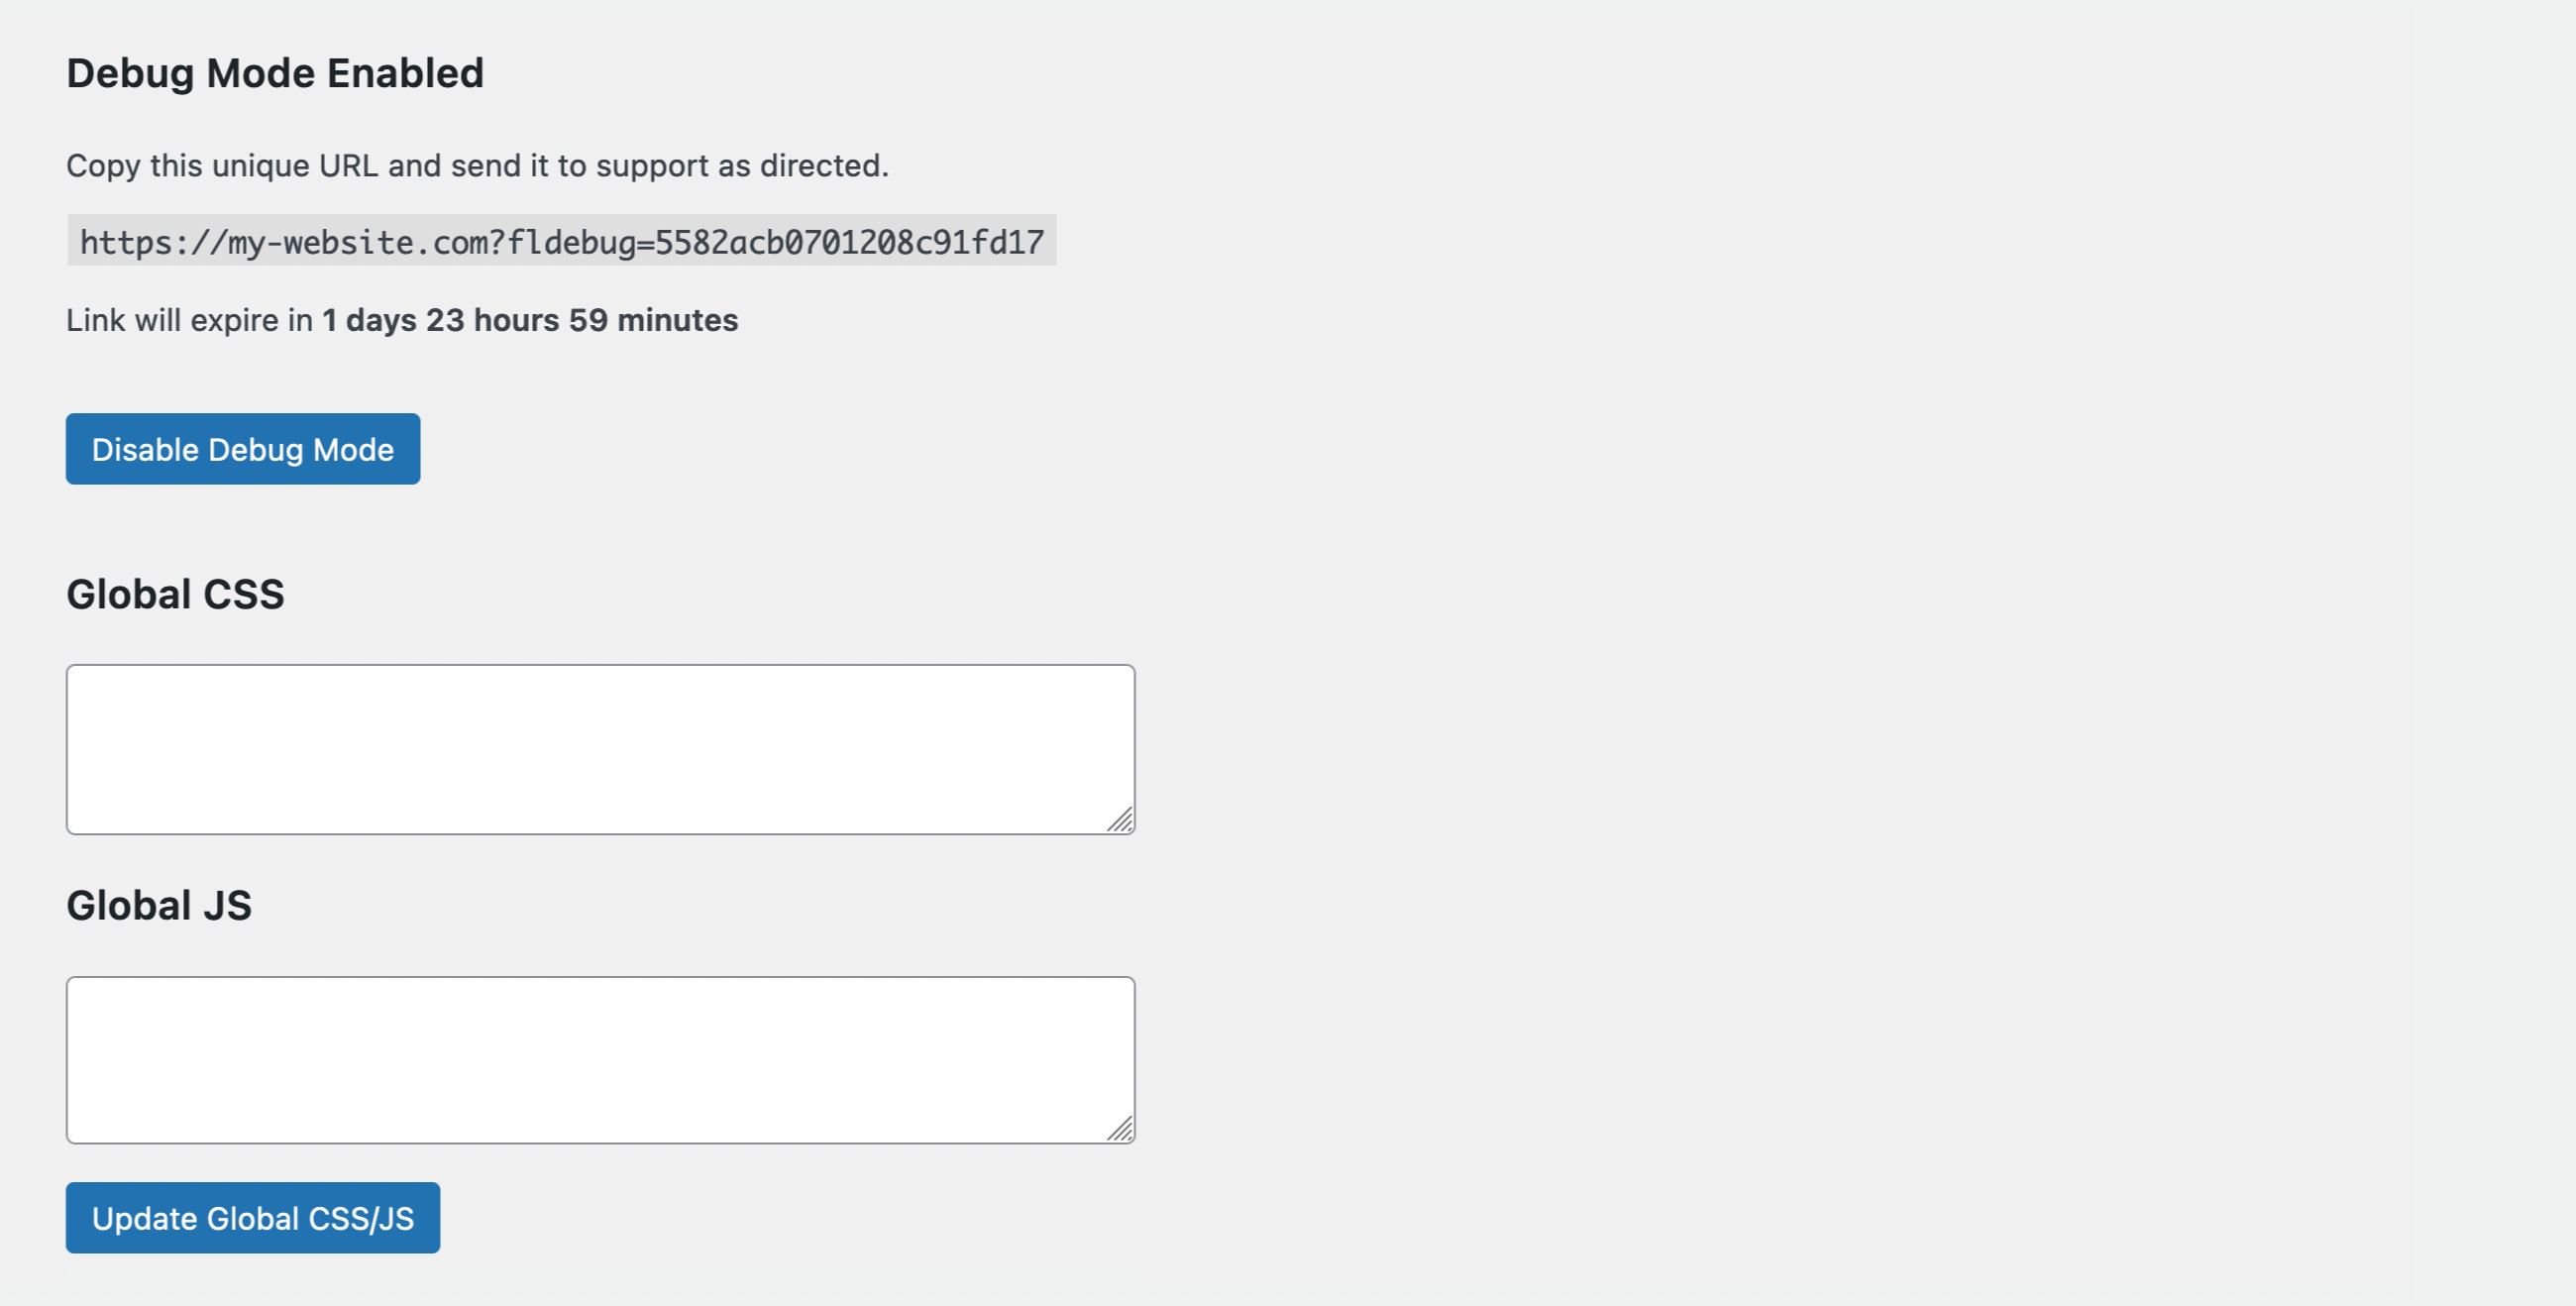 Debug Mode Enabled
Copy this unique URL and send it to support as directed.
https://my-website.com?fldebug=5582acb0701208c91fd17
Link will expire in 1 days 23 hours 59 minutes
Disable Debug Mode
Global CSS
Global JS
Update Global CSS/JS